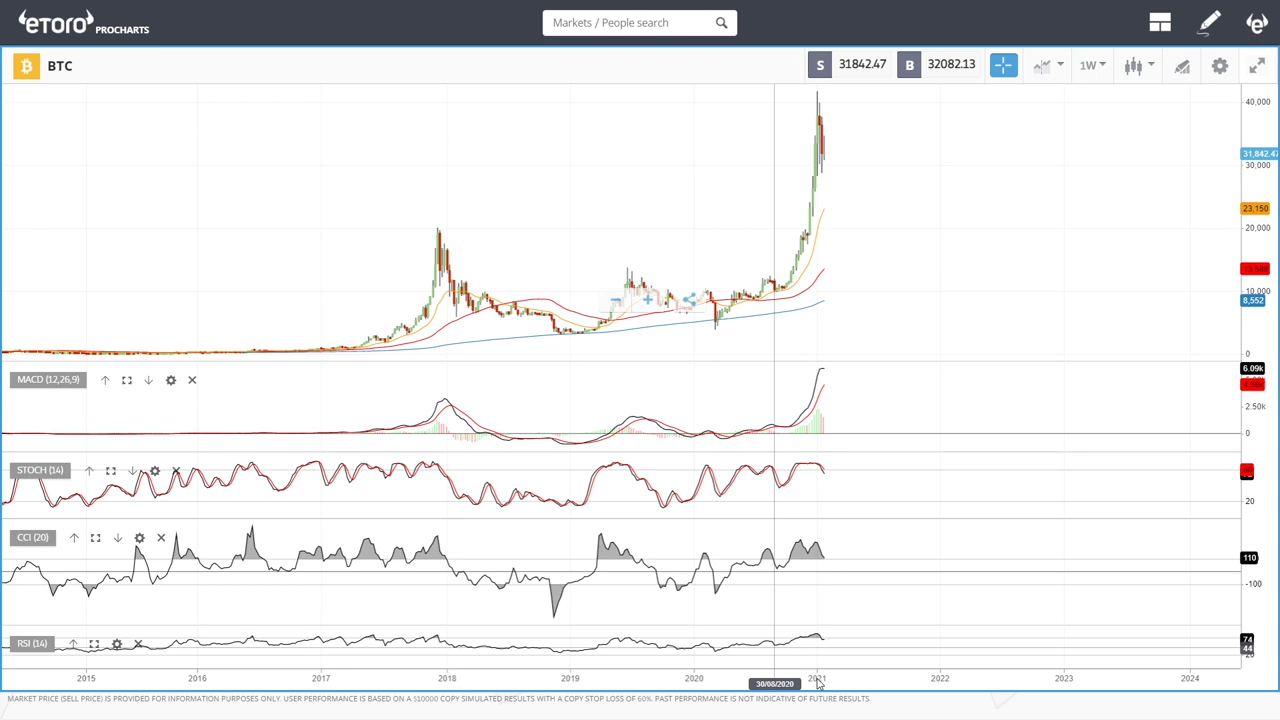 eTORO PROCHARTS
Markets / People search
BTC
S 31842.47 B 32082.13
1W
40,000
31,842.47
30,000
23,150
20,000
10,000
8,552
0
MACD (12,26,9)
6.09k
2.50k
0
STOCH (14)
20
CCI (20)
110
-100
RSI (14)
74
44
2015 2016 2017 2018 2019 2020 2021 2022 2023 2024
30/08/2020
MARKET PRICE (SELL PRICE) IS PROVIDED FOR INFORMATION PURPOSES ONLY. USER PERFORMANCE IS BASED ON A $10000 COPY SIMULATED RESULTS WITH A COPY STOP LOSS OF 60%. PAST PERFORMANCE IS NOT INDICATIVE OF FUTURE RESULTS.